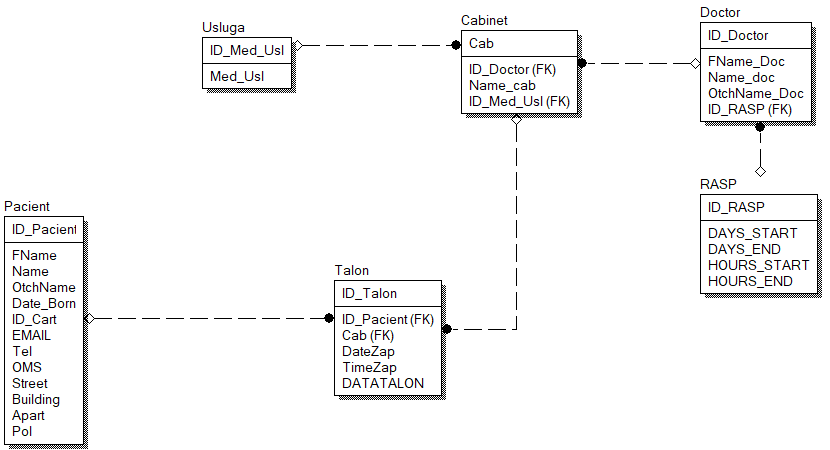 Usluga
ID_Med_Usl
Med_Usl
Cabinet
Cab
ID_Doctor (FK)
Name_cab
ID_Med_Usl (FK)
Doctor
ID_Doctor
FName_Doc
Name_doc
OtchName_Doc
ID_RASP (FK)
RASP
ID_RASP
DAYS_START
DAYS_END
HOURS_START
HOURS_END
Pacient
ID_Pacient
FName
Name
OtchName
Date_Born
ID_Cart
EMAIL
Tel
OMS
Street
Building
Apart
Pol
Talon
ID_Talon
ID_Pacient (FK)
Cab (FK)
DateZap
TimeZap
DATATALON